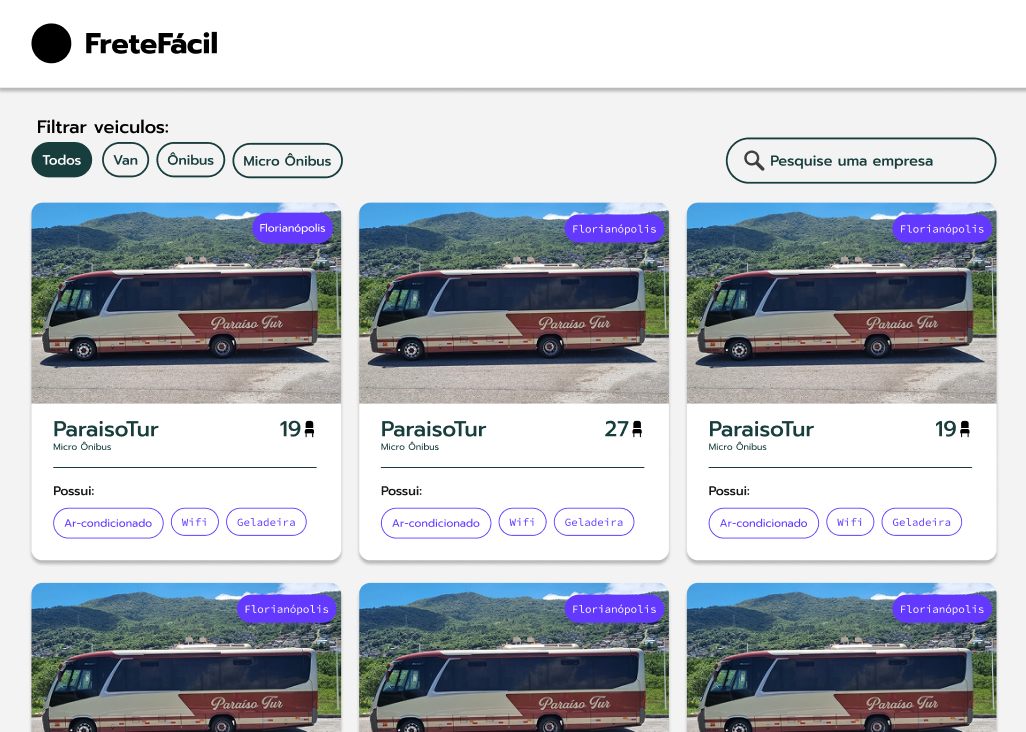 FreteFácil
Filtrar veiculos:
Todos
Van
Ônibus
Micro Ônibus
Pesquise uma empresa
Florianópolis
Paraíso Tur
ParaisoTur
19
Micro Ônibus
Possui:
Ar-condicionado
Wifi
Geladeira
Florianópolis
Paraíso Tur
ParaisoTur
27
Micro Ônibus
Possui:
Ar-condicionado
Wifi
Geladeira
Florianópolis
Paraíso Tur
ParaisoTur
19
Micro Ônibus
Possui:
Ar-condicionado
Wifi
Geladeira
Florianópolis
Paraíso Tur
Florianópolis
Paraíso Tur
Florianópolis
Paraíso Tur